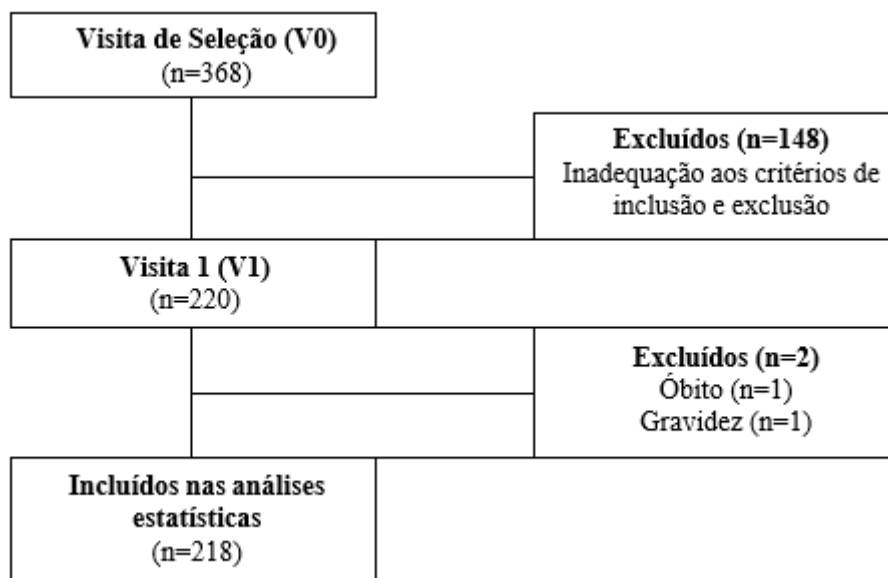 Visita de Seleção (V0)
(n=368)
Excluídos (n=148)
Inadequação aos critérios de
inclusão e exclusão
Visita 1 (V1)
(n=220)
Excluídos (n=2)
Óbito (n=1)
Gravidez (n=1)
Incluídos nas análises
estatísticas
(n=218)